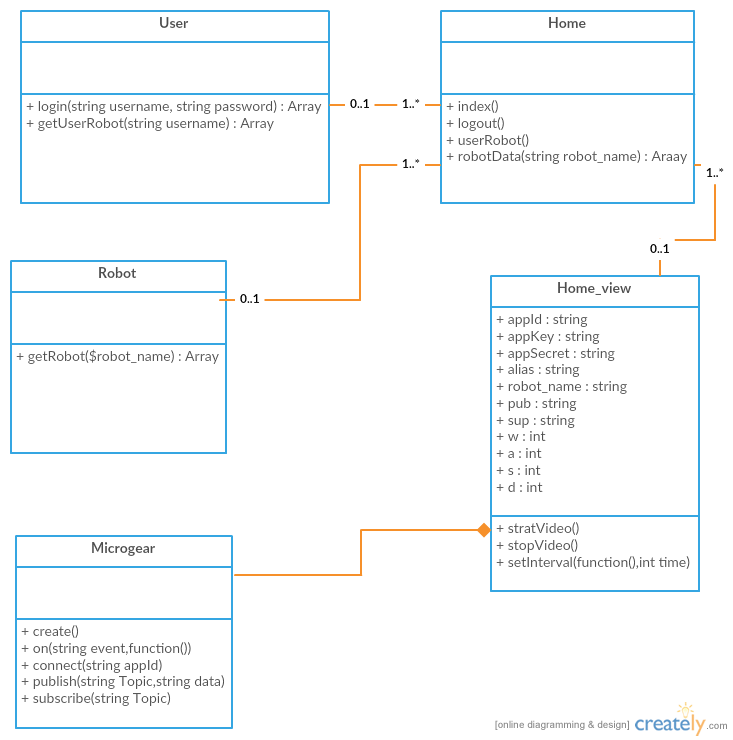 User
+ login(string username, string password) : Array
+ getUserRobot(string username) : Array
0..1
1..*
Home
+ index()
+ logout()
+ userRobot()
+ robotData(string robot_name) : Araay
1..*
1..*
0..1
Robot
+ getRobot($robot_name) : Array
0..1
Home_view
+ appId : string
+ appKey : string
+ appSecret : string
+ alias : string
+ robot_name : string
+ pub : string
+ sup : string
+ w : int
+ a : int
+ s : int
+ d : int
+ stratVideo()
+ stopVideo()
+ setInterval(function(),int time)
Microgear
+ create()
+ on(string event,function())
+ connect(string appId)
+ publish(string Topic,string data)
+ subscribe(string Topic)
[online diagramming & design] creately.com